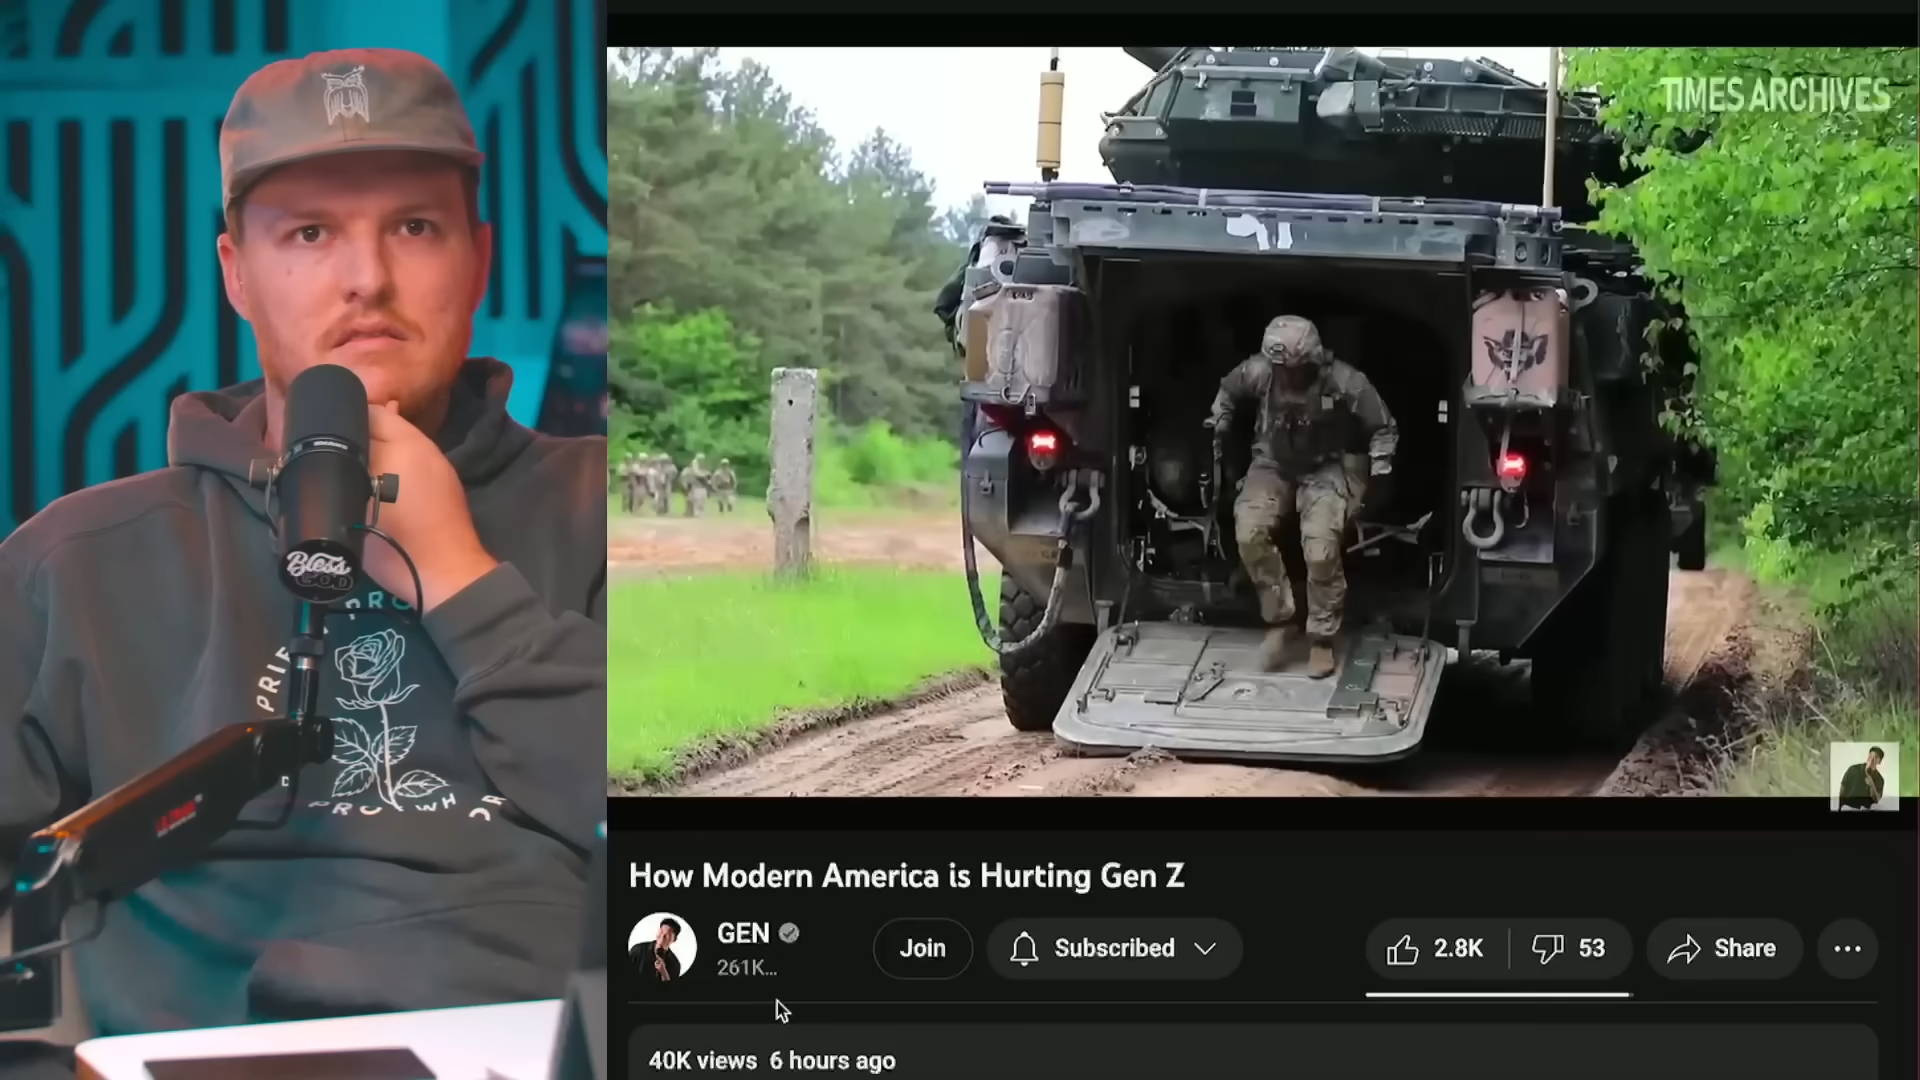 TIMES ARCHIVES
Bless
GOD
How Modern America is Hurting Gen Z
GEN
261K...
Join
Subscribed
2.8K
53
Share
40K views 6 hours ago